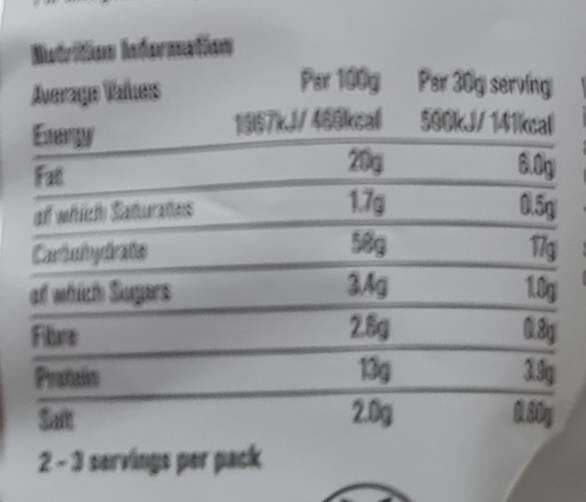 Nutrition Information
Average Values Per 100g Per 30g serving
Energy 1967kJ/469kcal 590kJ/141kcal
Fat 20g 6.0g
of which Saturates 1.7g 0.5g
Carbohydrate 58g 17g
of which Sugars 3.4g 1.0g
Fibre 2.6g 0.8g
Protein 13g 3.9g
Salt 2.0g 0.60g
2 - 3 servings per pack